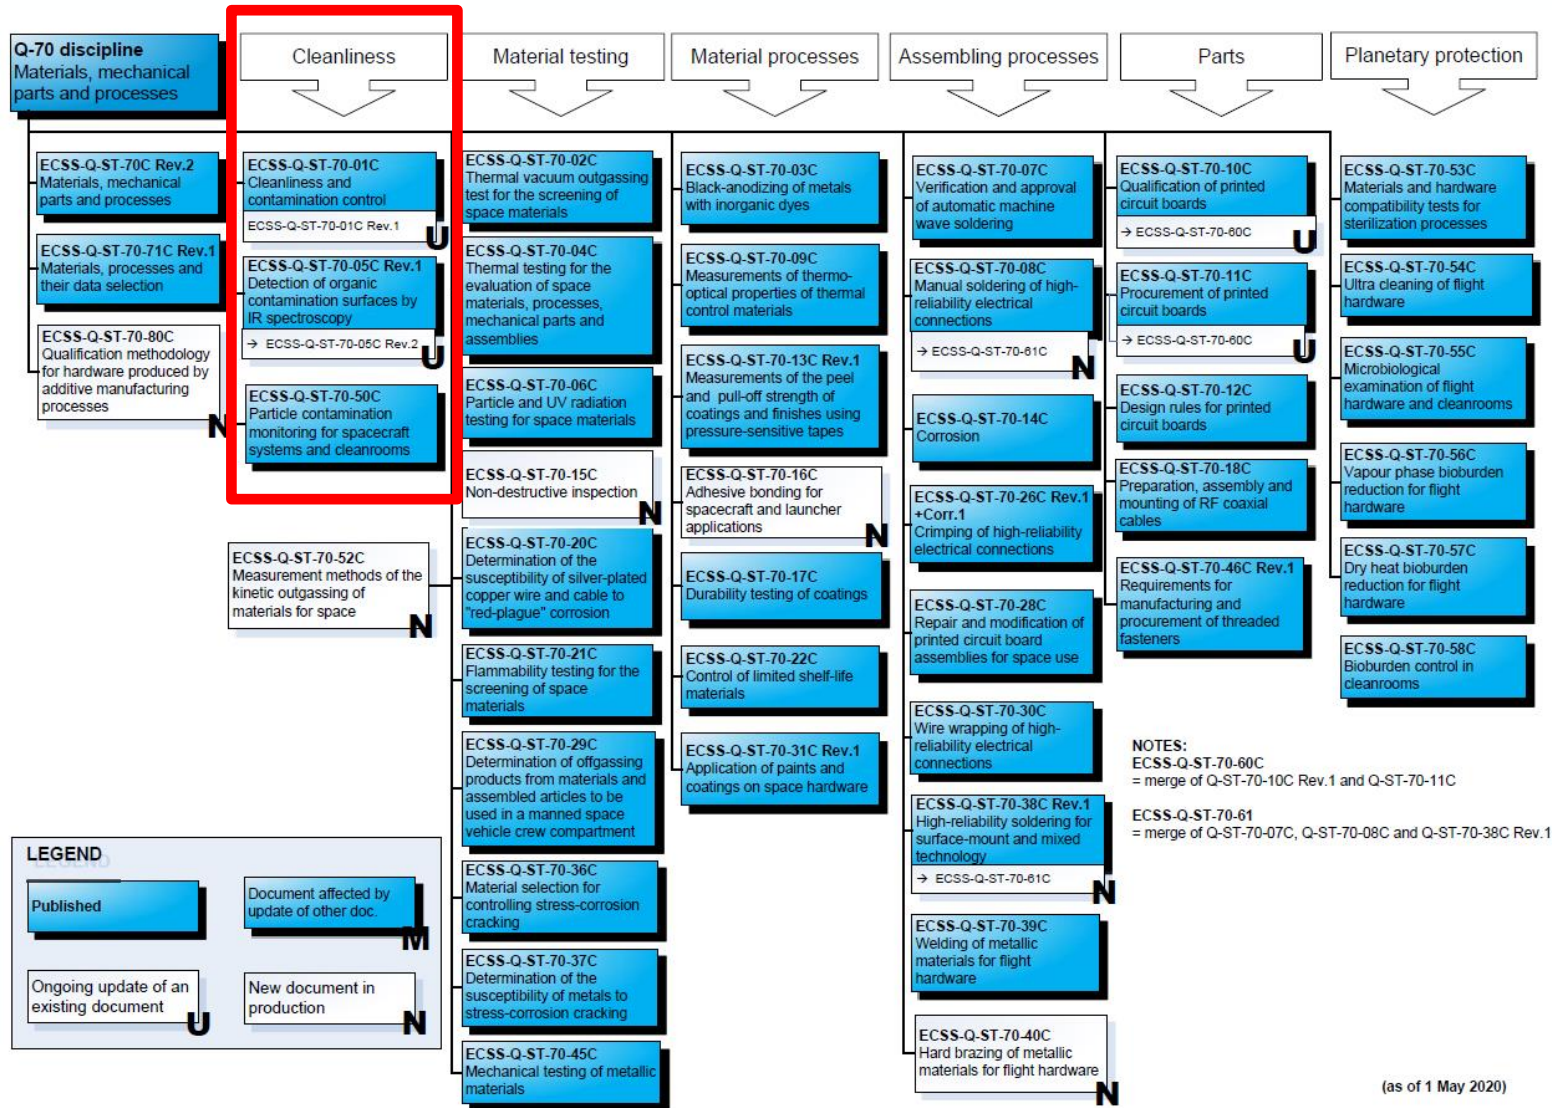 Q-70 discipline
Materials, mechanical
parts and processes
Cleanliness
Material testing
Material processes
Assembling processes
Parts
Planetary protection
ECSS-Q-ST-70C Rev.2
Materials, mechanical
parts and processes
ECSS-Q-ST-70-71C Rev.1
Materials, processes and
their data selection
ECSS-Q-ST-70-80C
Qualification methodology
for hardware produced by
additive manufacturing
processes
N
ECSS-Q-ST-70-01C
Cleanliness and
contamination control
ECSS-Q-ST-70-01C Rev.1
U
ECSS-Q-ST-70-05C Rev.1
Detection of organic
contamination surfaces by
IR spectroscopy
→ ECSS-Q-ST-70-05C Rev.2
U
ECSS-Q-ST-70-50C
Particle contamination
monitoring for spacecraft
systems and cleanrooms
ECSS-Q-ST-70-52C
Measurement methods of the
kinetic outgassing of
materials for space
N
ECSS-Q-ST-70-02C
Thermal vacuum outgassing
test for the screening of
space materials
ECSS-Q-ST-70-04C
Thermal testing for the
evaluation of space
materials, processes,
mechanical parts and
assemblies
ECSS-Q-ST-70-06C
Particle and UV radiation
testing for space materials
ECSS-Q-ST-70-15C
Non-destructive inspection
N
ECSS-Q-ST-70-20C
Determination of the
susceptibility of silver-plated
copper wire and cable to
"red-plague" corrosion
ECSS-Q-ST-70-21C
Flammability testing for the
screening of space
materials
ECSS-Q-ST-70-29C
Determination of offgassing
products from materials and
assembled articles to be
used in a manned space
vehicle crew compartment
ECSS-Q-ST-70-36C
Material selection for
controlling stress-corrosion
cracking
ECSS-Q-ST-70-37C
Determination of the
susceptibility of metals to
stress-corrosion cracking
ECSS-Q-ST-70-45C
Mechanical testing of metallic
materials
ECSS-Q-ST-70-03C
Black-anodizing of metals
with inorganic dyes
ECSS-Q-ST-70-09C
Measurements of thermo-
optical properties of thermal
control materials
ECSS-Q-ST-70-13C Rev.1
Measurements of the peel
and pull-off strength of
coatings and finishes using
pressure-sensitive tapes
ECSS-Q-ST-70-16C
Adhesive bonding for
spacecraft and launcher
applications
N
ECSS-Q-ST-70-17C
Durability testing of coatings
ECSS-Q-ST-70-22C
Control of limited shelf-life
materials
ECSS-Q-ST-70-31C Rev.1
Application of paints and
coatings on space hardware
ECSS-Q-ST-70-07C
Verification and approval
of automatic machine
wave soldering
ECSS-Q-ST-70-08C
Manual soldering of high-
reliability electrical
connections
→ ECSS-Q-ST-70-61C
N
ECSS-Q-ST-70-14C
Corrosion
ECSS-Q-ST-70-26C Rev.1
+Corr.1
Crimping of high-reliability
electrical connections
ECSS-Q-ST-70-28C
Repair and modification of
printed circuit board
assemblies for space use
ECSS-Q-ST-70-30C
Wire wrapping of high-
reliability electrical
connections
ECSS-Q-ST-70-38C Rev.1
High-reliability soldering for
surface-mount and mixed
technology
→ ECSS-Q-ST-70-61C
N
ECSS-Q-ST-70-39C
Welding of metallic
materials for flight
hardware
ECSS-Q-ST-70-40C
Hard brazing of metallic
materials for flight hardware
N
ECSS-Q-ST-70-10C
Qualification of printed
circuit boards
→ ECSS-Q-ST-70-60C
U
ECSS-Q-ST-70-11C
Procurement of printed
circuit boards
→ ECSS-Q-ST-70-60C
U
ECSS-Q-ST-70-12C
Design rules for printed
circuit boards
ECSS-Q-ST-70-18C
Preparation, assembly and
mounting of RF coaxial
cables
ECSS-Q-ST-70-46C Rev.1
Requirements for
manufacturing and
procurement of threaded
fasteners
ECSS-Q-ST-70-53C
Materials and hardware
compatibility tests for
sterilization processes
ECSS-Q-ST-70-54C
Ultra cleaning of flight
hardware
ECSS-Q-ST-70-55C
Microbiological
examination of flight
hardware and cleanrooms
ECSS-Q-ST-70-56C
Vapour phase bioburden
reduction for flight
hardware
ECSS-Q-ST-70-57C
Dry heat bioburden
reduction for flight
hardware
ECSS-Q-ST-70-58C
Bioburden control in
cleanrooms
NOTES:
ECSS-Q-ST-70-60C
= merge of Q-ST-70-10C Rev.1 and Q-ST-70-11C
ECSS-Q-ST-70-61
= merge of Q-ST-70-07C, Q-ST-70-08C and Q-ST-70-38C Rev.1
LEGEND
Published
Document affected by
update of other doc.
M
Ongoing update of an
existing document
U
New document in
production
N
(as of 1 May 2020)